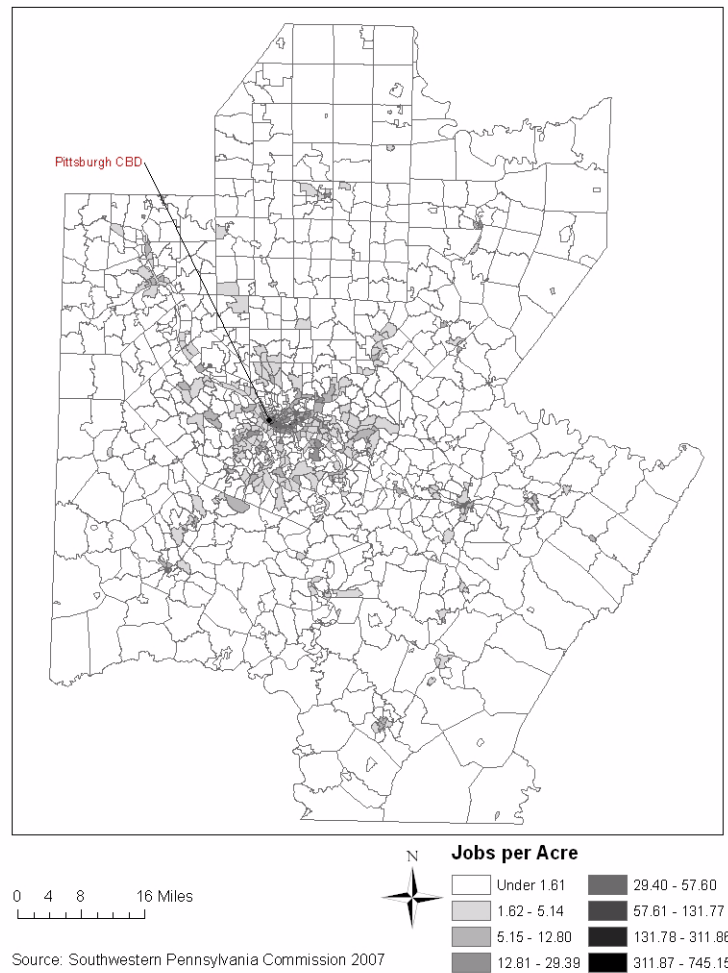 Pittsburgh CBD
N
Jobs per Acre
Under 1.61
29.40 - 57.60
0 4 8 16 Miles
1.62 - 5.14
57.61 - 131.77
5.15 - 12.80
131.78 - 311.86
Source: Southwestern Pennsylvania Commission 2007
12.81 - 29.39
311.87 - 745.15